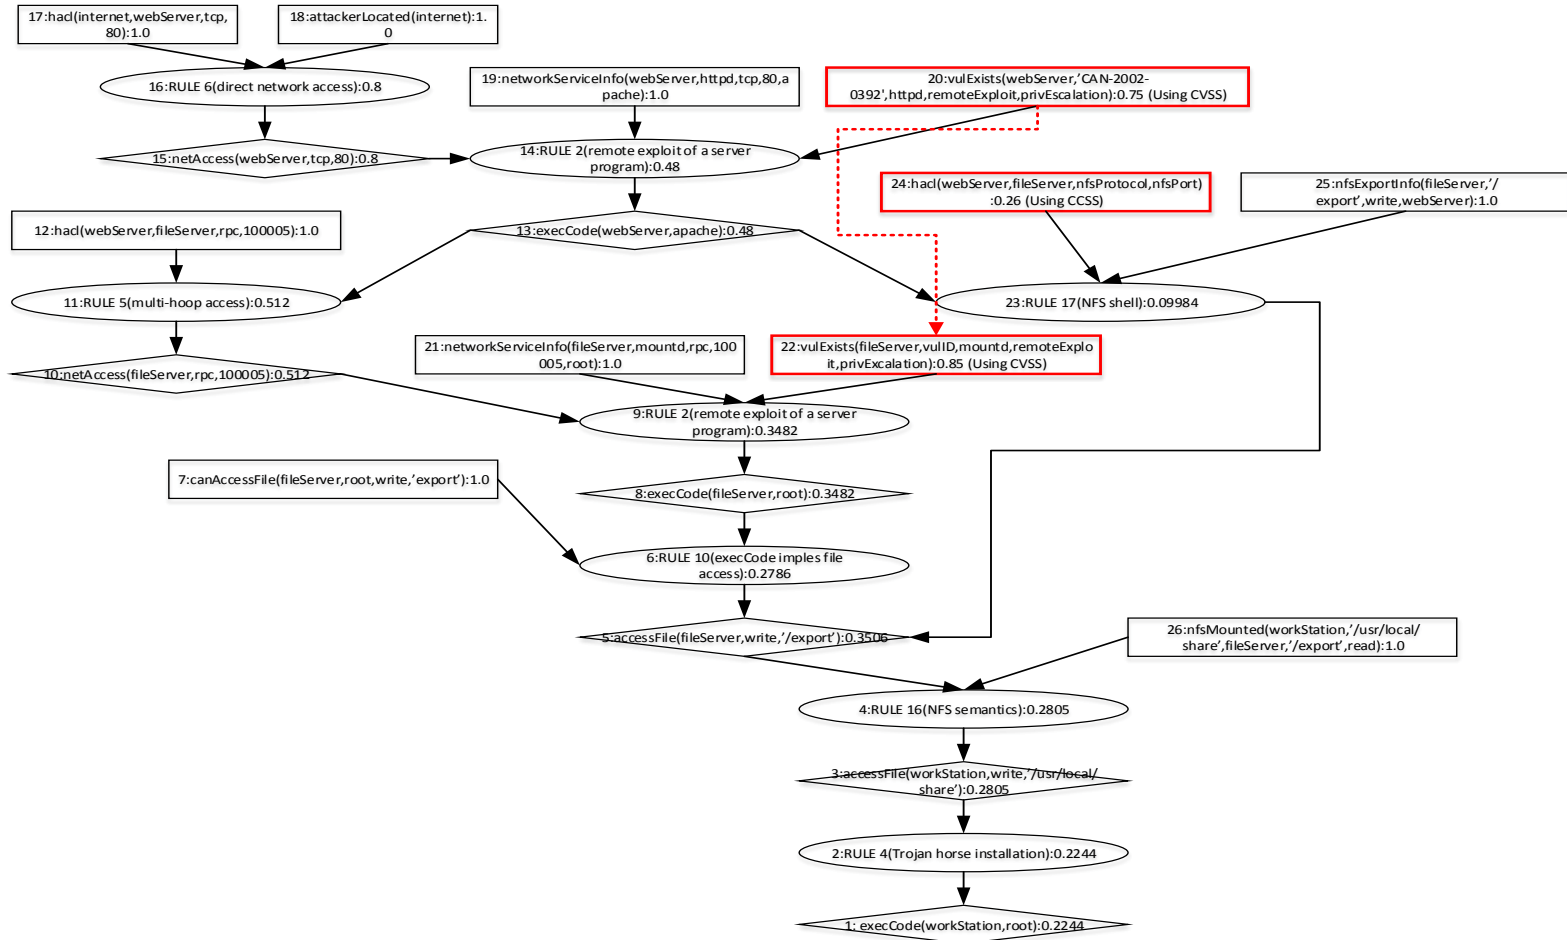 17:hacl(internet,webServer,tcp,
80):1.0
18:attackerLocated(internet):1.
0
16:RULE 6(direct network access):0.8
19:networkServiceInfo(webServer,httpd,tcp,80,a
pache):1.0
20:vulExists(webServer,'CAN-2002-
0392',httpd,remoteExploit,privEscalation):0.75 (Using CVSS)
15:netAccess(webServer,tcp,80):0.8
14:RULE 2(remote exploit of a server
program):0.48
24:hacl(webServer,fileServer,nfsProtocol,nfsPort)
:0.26 (Using CCSS)
25:nfsExportInfo(fileServer,'/
export',write,webServer):1.0
12:hacl(webServer,fileServer,rpc,100005):1.0
13:execCode(webServer,apache):0.48
11:RULE 5(multi-hoop access):0.512
23:RULE 17(NFS shell):0.09984
21:networkServiceInfo(fileServer,mountd,rpc,100
005,root):1.0
22:vulExists(fileServer,vulID,mountd,remoteExplo
it,privExcalation):0.85 (Using CVSS)
10:netAccess(fileServer,rpc,100005):0.512
9:RULE 2(remote exploit of a server
program):0.3482
7:canAccessFile(fileServer,root,write,'export'):1.0
8:execCode(fileServer,root):0.3482
6:RULE 10(execCode imples file
access):0.2786
5:accessFile(fileServer,write,'/export'):0.3506
26:nfsMounted(workStation,'/usr/local/
share',fileServer,'/export',read):1.0
4:RULE 16(NFS semantics):0.2805
3:accessFile(workStation,write,'/usr/local/
share'):0.2805
2:RULE 4(Trojan horse installation):0.2244
1; execCode(workStation,root):0.2244